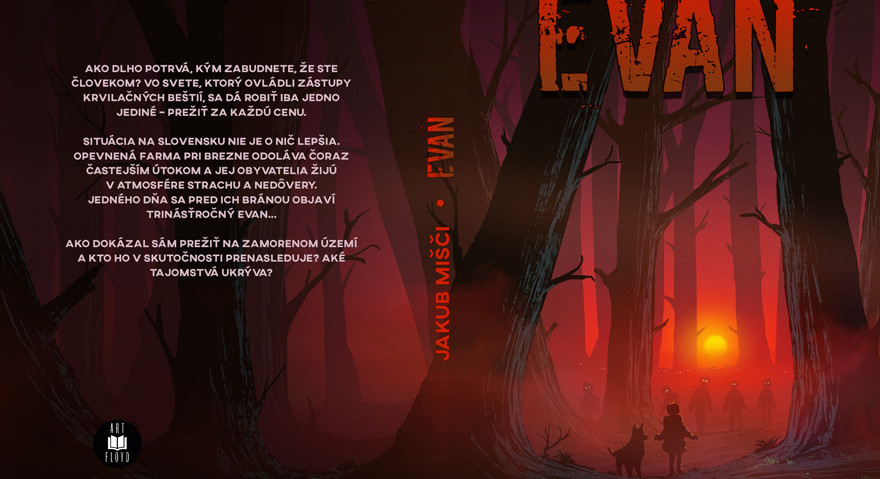 AKO DLHO POTRVÁ, KÝM ZABUDNETE, ŽE STE
ČLOVEKOM? VO SVETE, KTORÝ OVLÁDLI ZÁSTUPY
KRVILAČNÝCH BEŠTIÍ, SA DÁ ROBIŤ IBA JEDNO
JEDINÉ – PREŽIŤ ZA KAŽDÚ CENU.
SITUÁCIA NA SLOVENSKU NIE JE O NIČ LEPŠIA.
OPEVNENÁ FARMA PRI BREZNE ODOLÁVA ČORAZ
ČASTEJŠÍM ÚTOKOM A JEJ OBYVATELIA ŽIJÚ
V ATMOSFÉRE STRACHU A NEDÔVERY.
JEDNÉHO DŇA SA PRED ICH BRÁNOU OBJAVÍ
TRINÁSŤROČNÝ EVAN...
AKO DOKÁZAL SÁM PREŽIŤ NA ZAMORENOM ÚZEMÍ
A KTO HO V SKUTOČNOSTI PRENASLEDUJE? AKÉ
TAJOMSTVÁ UKRÝVA?
ART
FLOYD
JAKUB MIŠČI • EVAN
EVAN